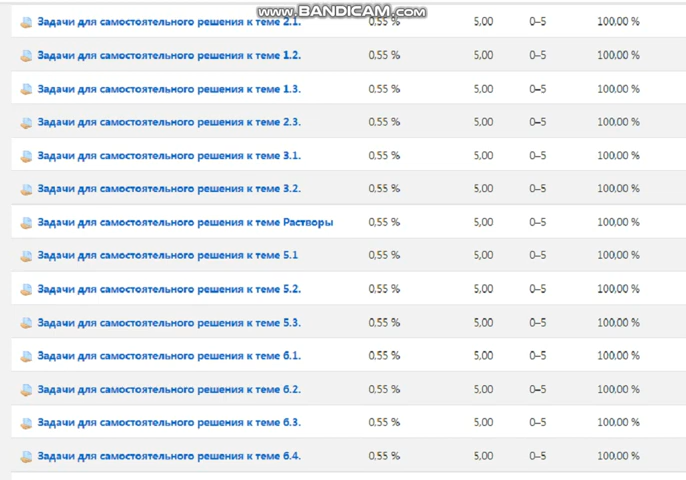 www.BANDICAM.com
Задачи для самостоятельного решения к теме 2.1. 0,55 % 5,00 0–5 100,00 %
Задачи для самостоятельного решения к теме 1.2. 0,55 % 5,00 0–5 100,00 %
Задачи для самостоятельного решения к теме 1.3. 0,55 % 5,00 0–5 100,00 %
Задачи для самостоятельного решения к теме 2.3. 0,55 % 5,00 0–5 100,00 %
Задачи для самостоятельного решения к теме 3.1. 0,55 % 5,00 0–5 100,00 %
Задачи для самостоятельного решения к теме 3.2. 0,55 % 5,00 0–5 100,00 %
Задачи для самостоятельного решения к теме Растворы 0,55 % 5,00 0–5 100,00 %
Задачи для самостоятельного решения к теме 5.1 0,55 % 5,00 0–5 100,00 %
Задачи для самостоятельного решения к теме 5.2. 0,55 % 5,00 0–5 100,00 %
Задачи для самостоятельного решения к теме 5.3. 0,55 % 5,00 0–5 100,00 %
Задачи для самостоятельного решения к теме 6.1. 0,55 % 5,00 0–5 100,00 %
Задачи для самостоятельного решения к теме 6.2. 0,55 % 5,00 0–5 100,00 %
Задачи для самостоятельного решения к теме 6.3. 0,55 % 5,00 0–5 100,00 %
Задачи для самостоятельного решения к теме 6.4. 0,55 % 5,00 0–5 100,00 %